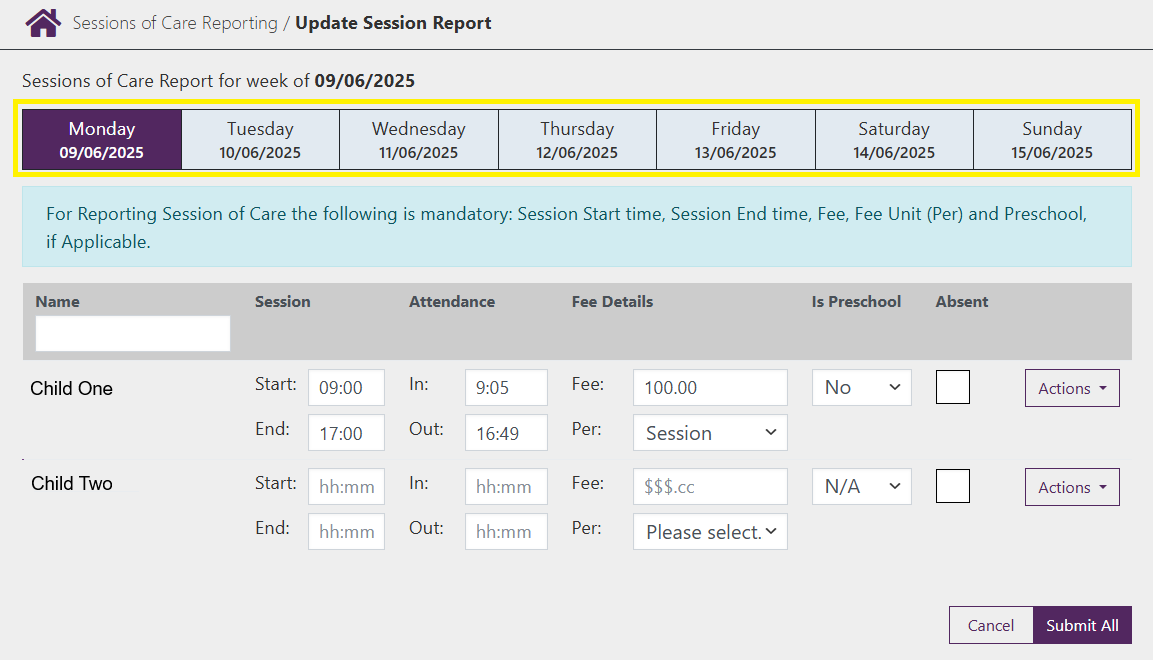 Sessions of Care Reporting / Update Session Report
Sessions of Care Report for week of 09/06/2025
Monday Tuesday Wednesday Thursday Friday Saturday Sunday
09/06/2025 10/06/2025 11/06/2025 12/06/2025 13/06/2025 14/06/2025 15/06/2025
For Reporting Session of Care the following is mandatory: Session Start time, Session End time, Fee, Fee Unit (Per) and Preschool,
if Applicable.
Name Session Attendance Fee Details Is Preschool Absent
Child One Start: 09:00 In: 9:05 Fee: 100.00 No Actions
End: 17:00 Out: 16:49 Per: Session
Child Two Start: hh:mm In: hh:mm Fee: $$$.cc N/A Actions
End: hh:mm Out: hh:mm Per: Please select.
Cancel Submit All